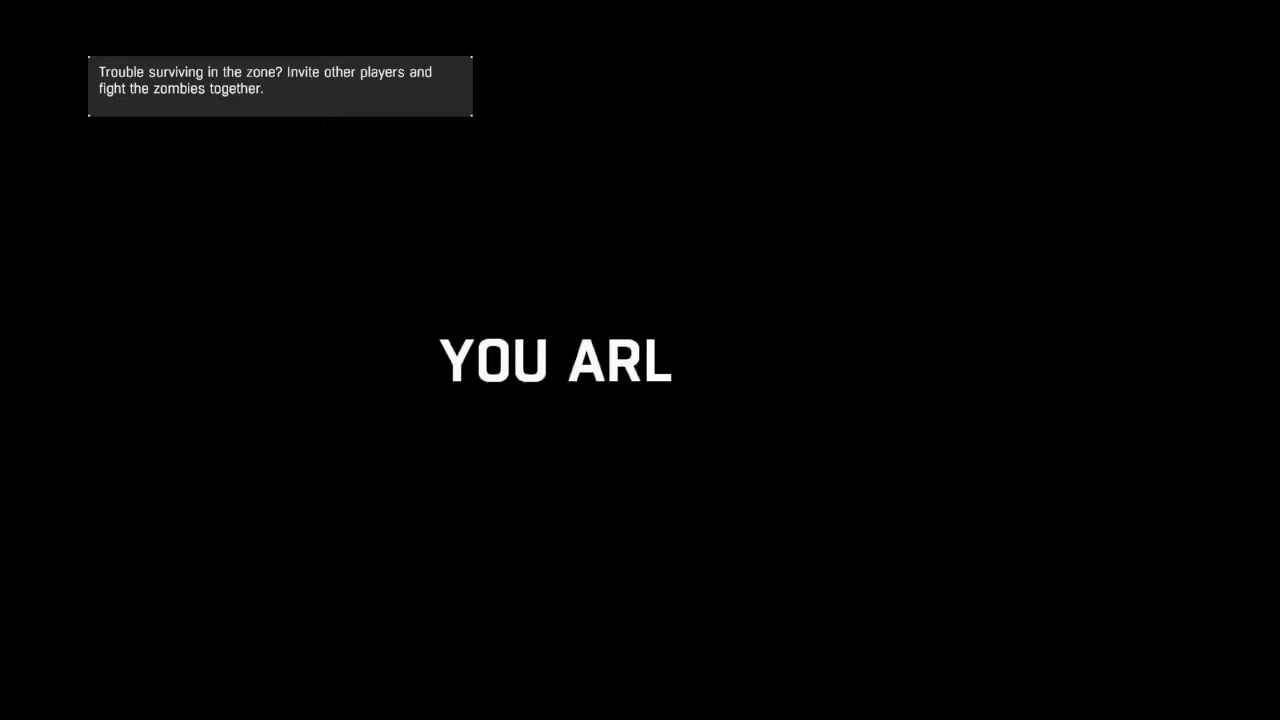 Trouble surviving in the zone? Invite other players and
fight the zombies together.
YOU ARL